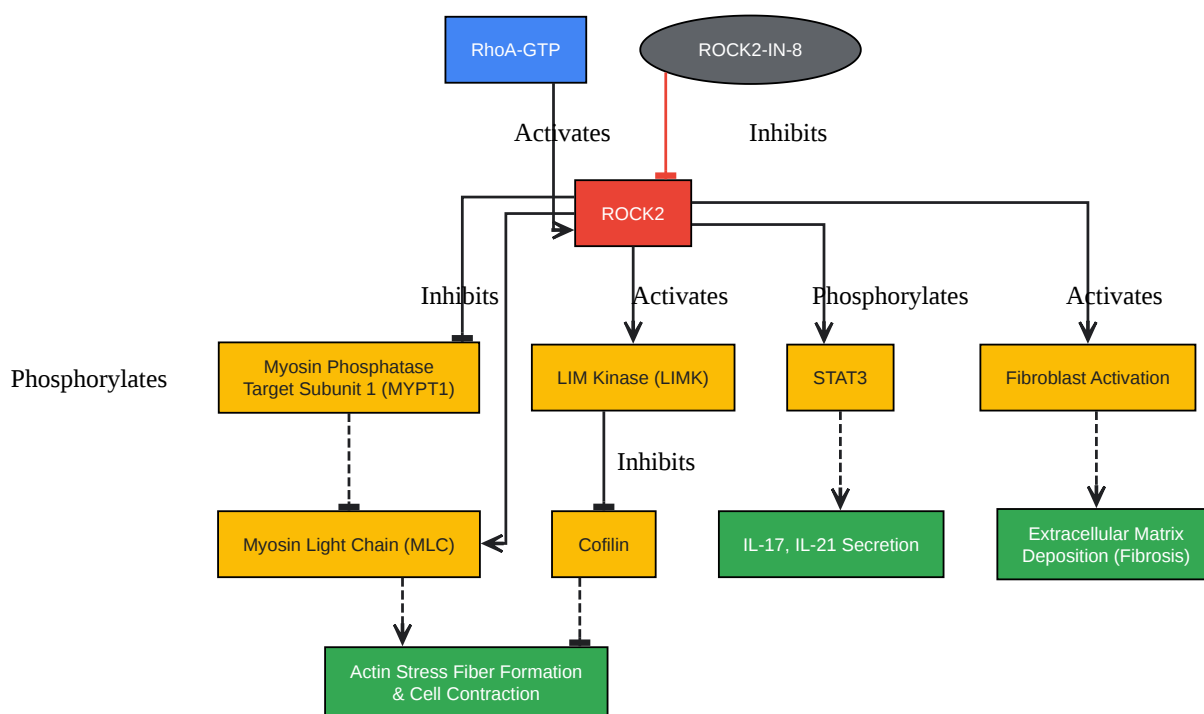 RhoA-GTP
ROCK2-IN-8
Activates
Inhibits
ROCK2
Inhibits
Activates
Phosphorylates
Activates
Phosphorylates
Myosin Phosphatase
Target Subunit 1 (MYPT1)
LIM Kinase (LIMK)
STAT3
Fibroblast Activation
Inhibits
Myosin Light Chain (MLC)
Cofilin
IL-17, IL-21 Secretion
Extracellular Matrix
Deposition (Fibrosis)
Actin Stress Fiber Formation
& Cell Contraction